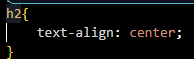 h2{
text-align: center;
}